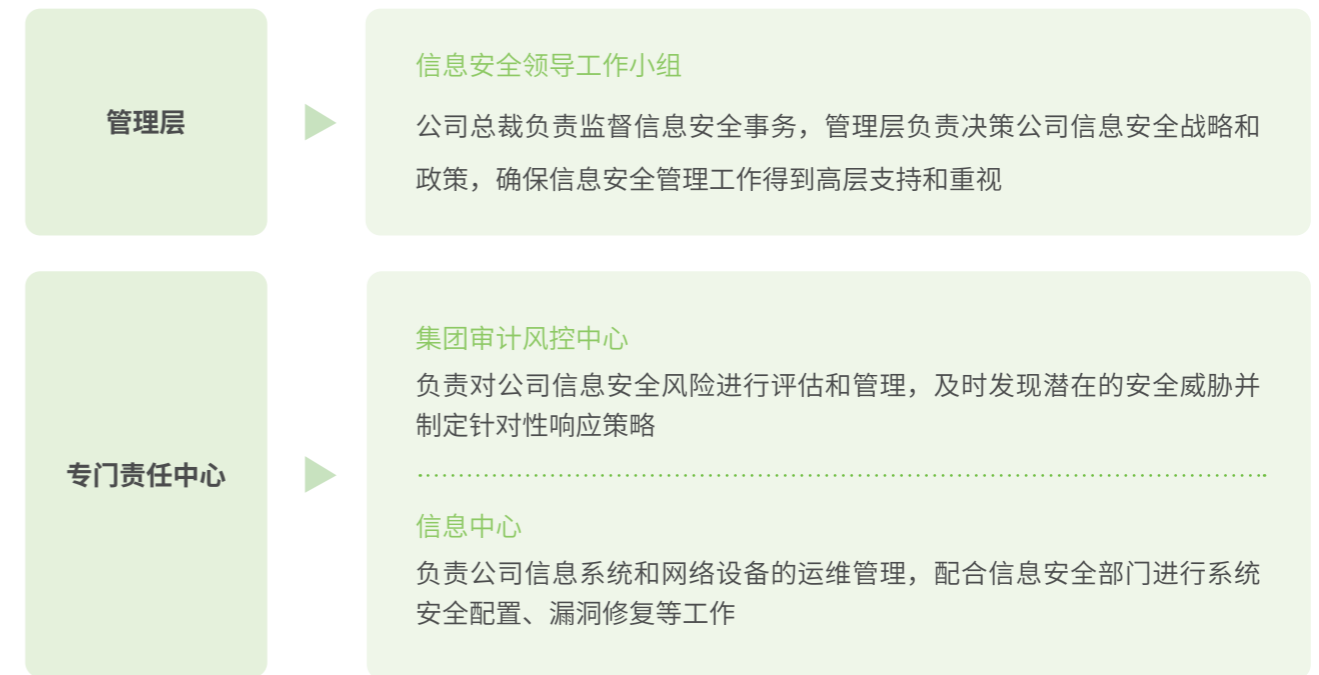 管理层
信息安全领导工作小组
公司总裁负责监督信息安全事务，管理层负责决策公司信息安全战略和
政策，确保信息安全管理工作得到高层支持和重视
专门责任中心
集团审计风控中心
负责对公司信息安全风险进行评估和管理，及时发现潜在的安全威胁并
制定针对性响应策略
信息中心
负责公司信息系统和网络设备的运维管理，配合信息安全部门进行系统
安全配置、漏洞修复等工作